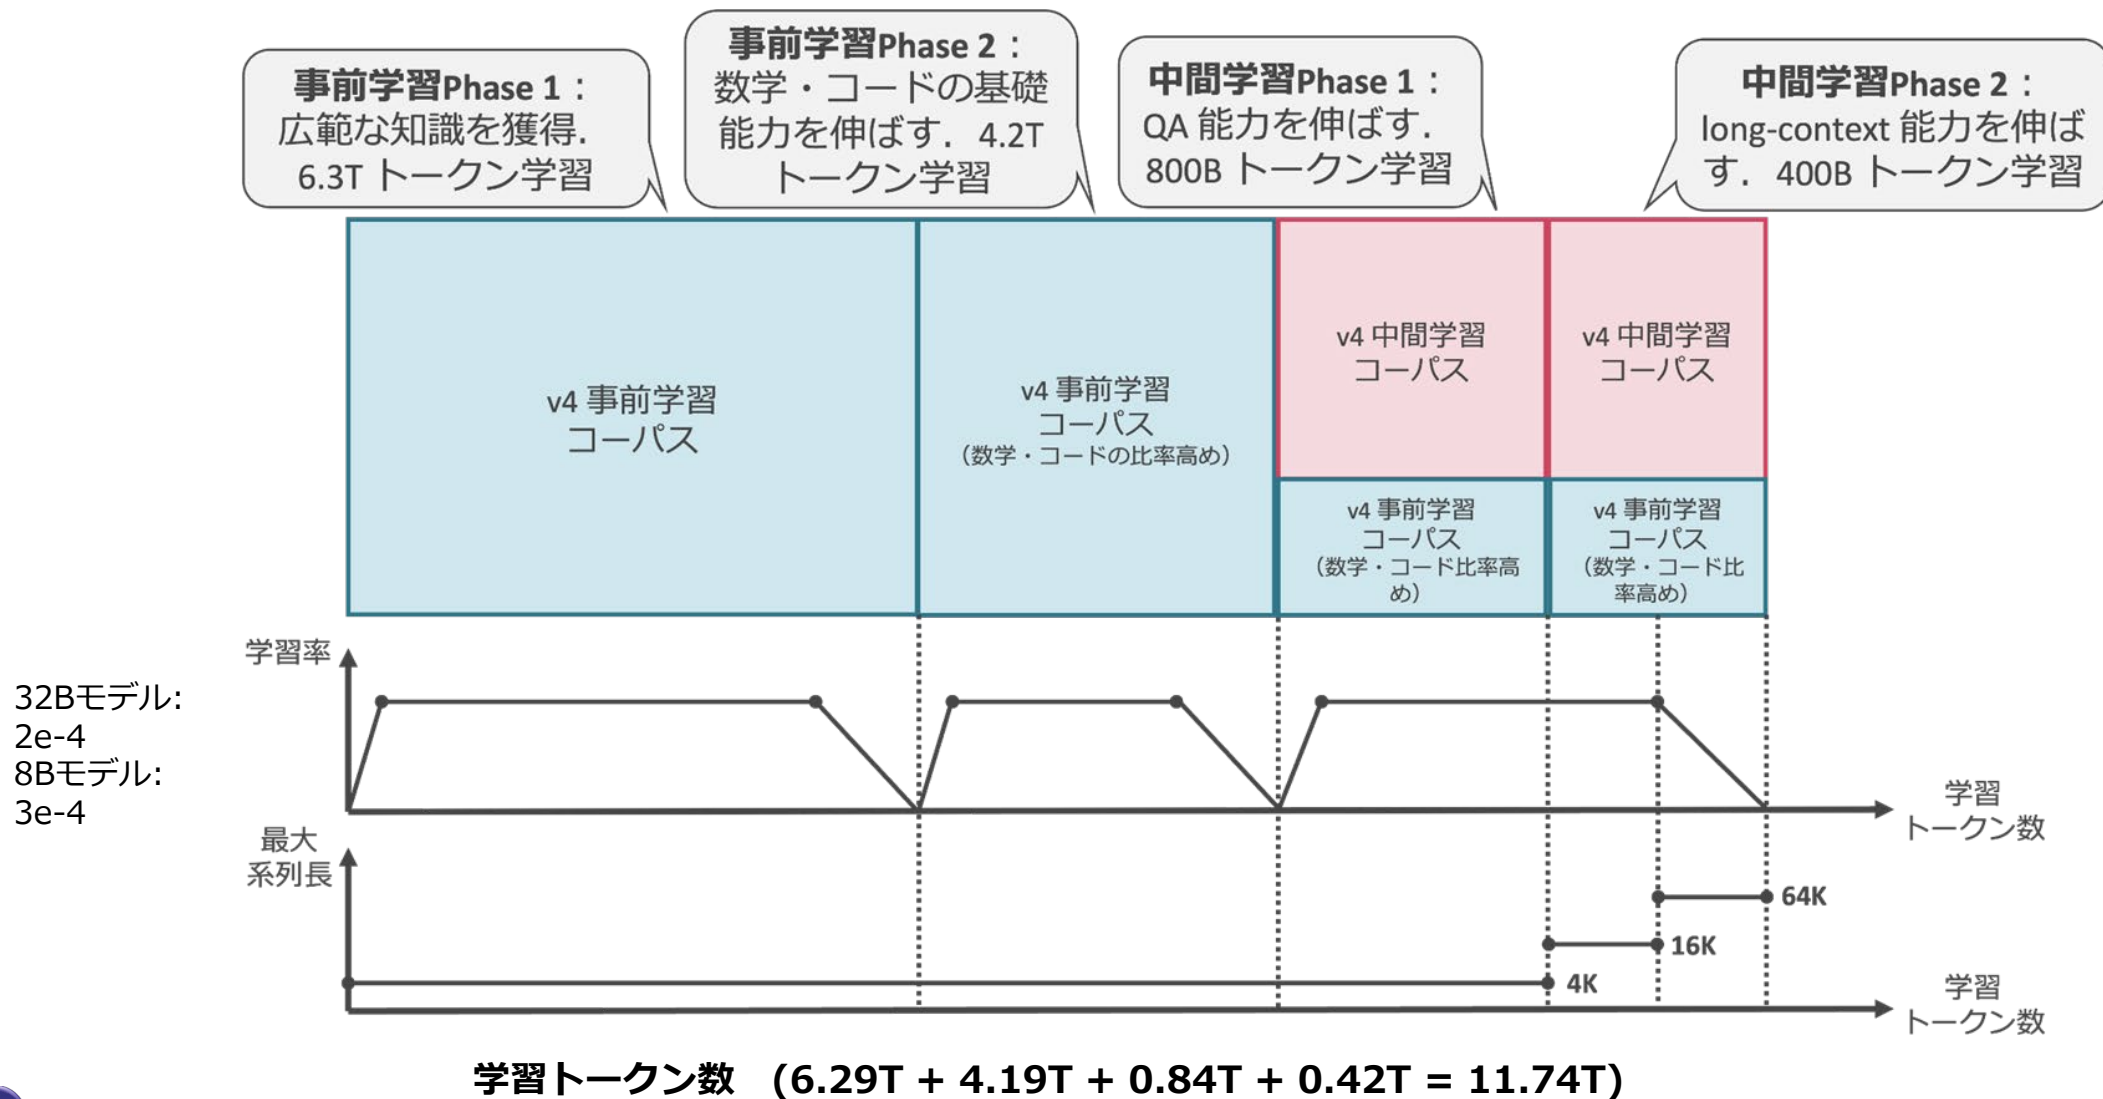 事前学習Phase 1：
広範な知識を獲得．
6.3T トークン学習
事前学習Phase 2：
数学・コードの基礎
能力を伸ばす．4.2T
トークン学習
中間学習Phase 1：
QA 能力を伸ばす．
800B トークン学習
中間学習Phase 2：
long-context 能力を伸ば
す．400B トークン学習
v4 事前学習
コーパス
v4 事前学習
コーパス
（数学・コードの比率高め）
v4 中間学習
コーパス
v4 中間学習
コーパス
v4 事前学習
コーパス
（数学・コード比率高
め）
v4 事前学習
コーパス
（数学・コード比
率高め）
学習率
32Bモデル:
2e-4
8Bモデル:
3e-4
学習
トークン数
最大
系列長
64K
16K
4K
学習
トークン数
学習トークン数 (6.29T + 4.19T + 0.84T + 0.42T = 11.74T)